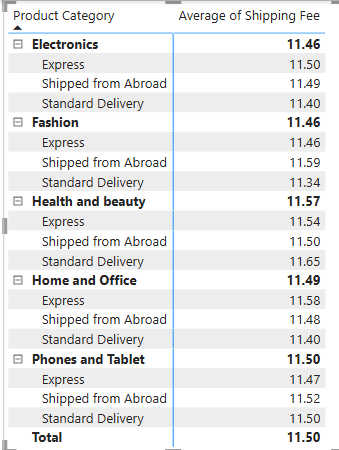 Product Category Average of Shipping Fee
Electronics 11.46
Express 11.50
Shipped from Abroad 11.49
Standard Delivery 11.40
Fashion 11.46
Express 11.46
Shipped from Abroad 11.59
Standard Delivery 11.34
Health and beauty 11.57
Express 11.54
Shipped from Abroad 11.50
Standard Delivery 11.65
Home and Office 11.49
Express 11.58
Shipped from Abroad 11.48
Standard Delivery 11.40
Phones and Tablet 11.50
Express 11.47
Shipped from Abroad 11.52
Standard Delivery 11.50
Total 11.50